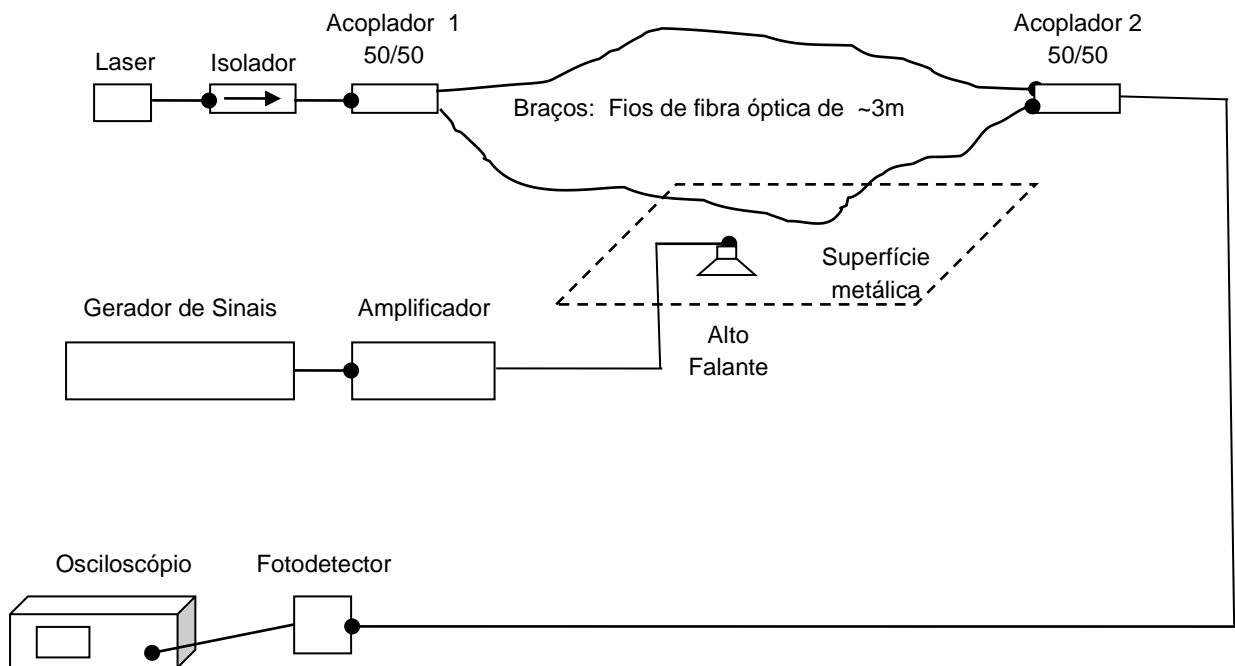 Acoplador 1
50/50
Acoplador 2
50/50
Laser
Isolador
Braços: Fios de fibra óptica de ~3m
Superfície
metálica
Gerador de Sinais
Amplificador
Alto
Falante
Osciloscópio
Fotodetector